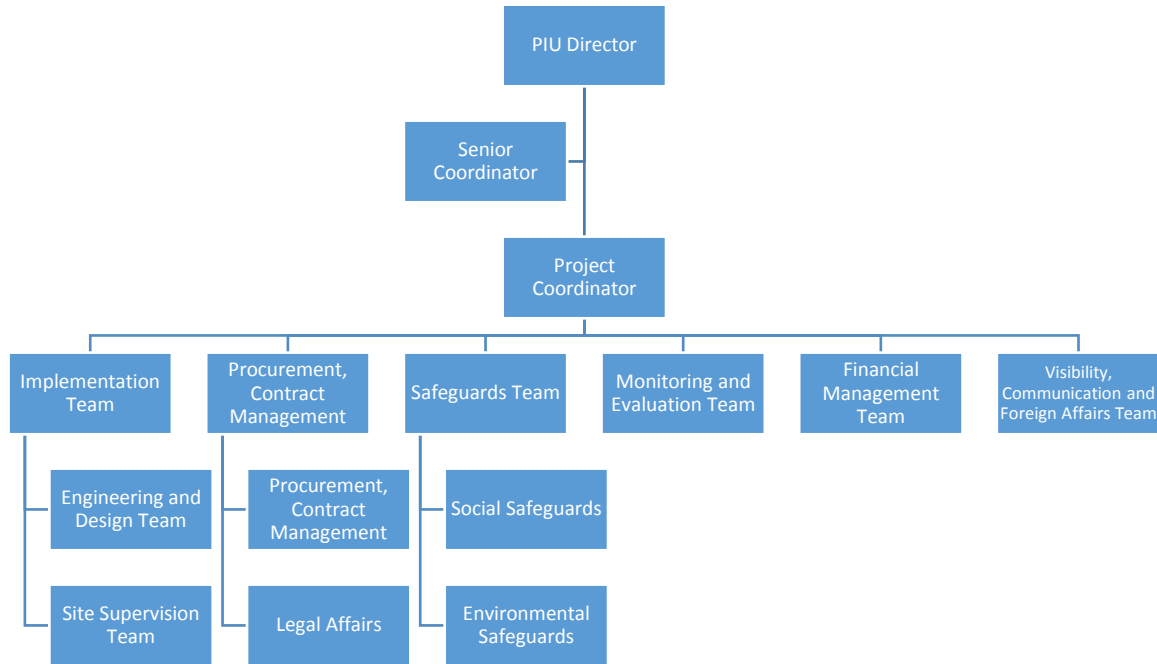 PIU Director
Senior
Coordinator
Project
Coordinator
Implementation
Team
Procurement,
Contract
Management
Safeguards Team
Monitoring and
Evaluation Team
Financial
Management
Team
Visibility,
Communication and
Foreign Affairs Team
Engineering and
Design Team
Procurement,
Contract
Management
Social Safeguards
Site Supervision
Team
Legal Affairs
Environmental
Safeguards